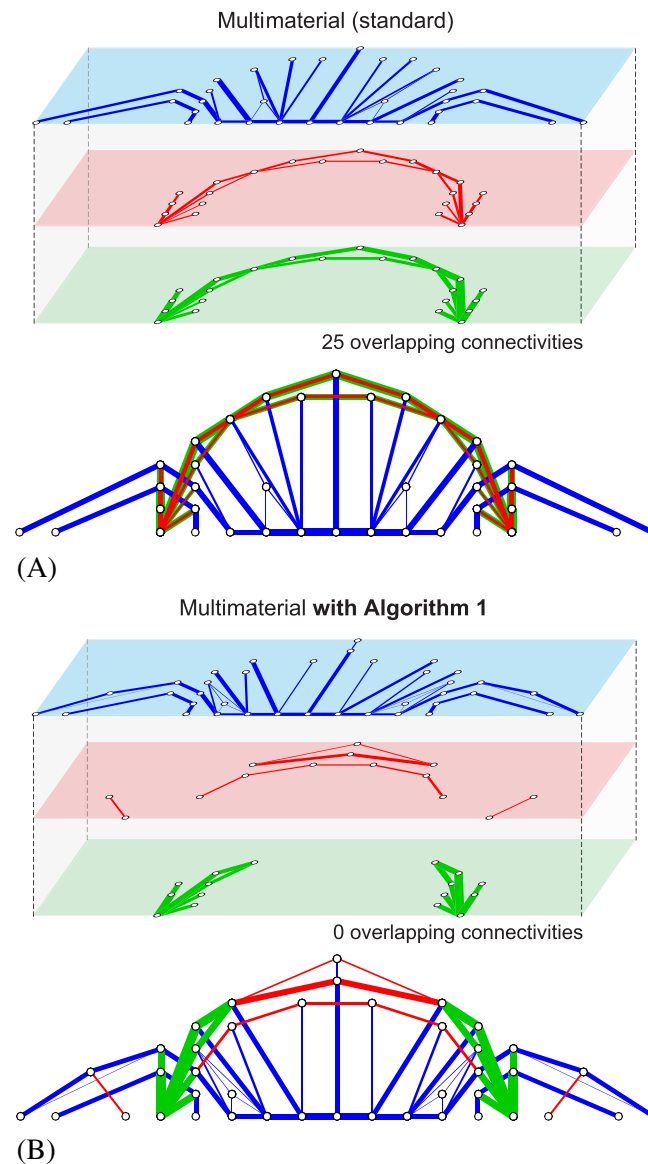 Multimaterial (standard)
25 overlapping connectivities
(A)
Multimaterial with Algorithm 1
0 overlapping connectivities
(B)